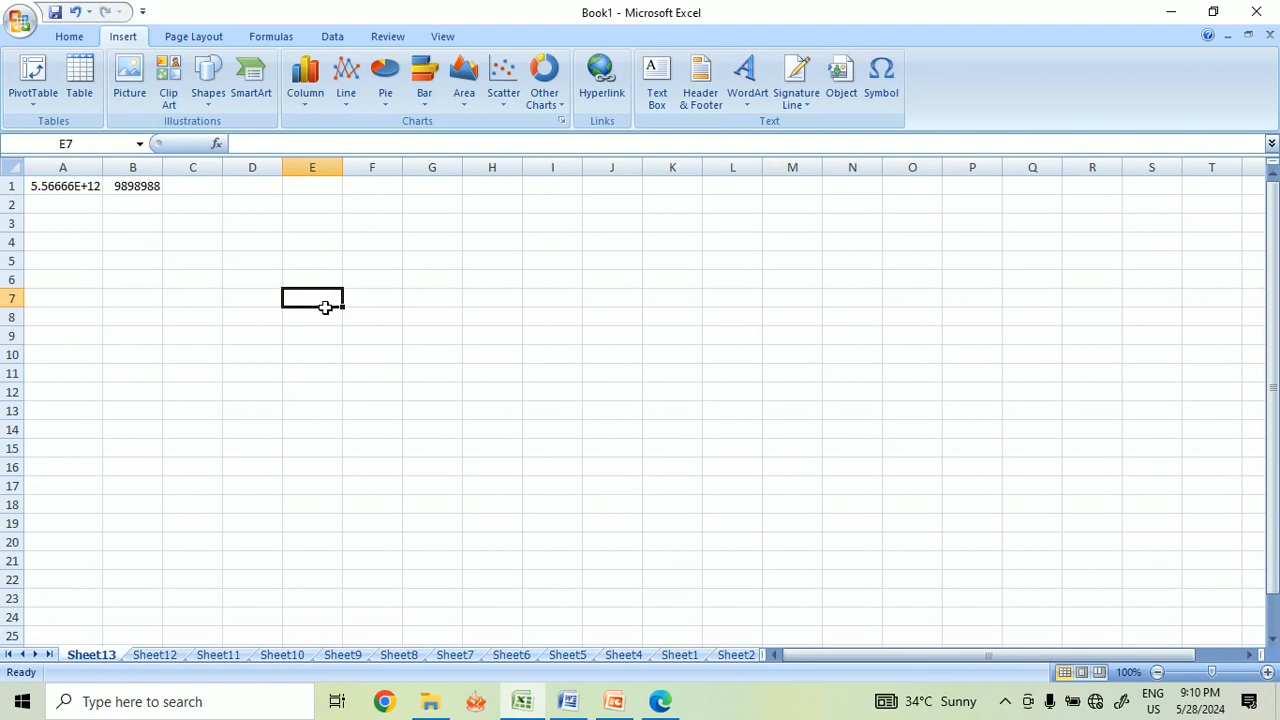 Book1 - Microsoft Excel
Home Insert Page Layout Formulas Data Review View
PivotTable Table Picture Clip Art Shapes SmartArt Column Line Pie Bar Area Scatter Other Charts Hyperlink Text Box Header & Footer WordArt Signature Line Object Symbol
Tables Illustrations Charts Links Text
E7 fx
A B C D E F G H I J K L M N O P Q R S T
1 5.56666E+12 9898988
2
3
4
5
6
7
8
9
10
11
12
13
14
15
16
17
18
19
20
21
22
23
24
25
Sheet13 Sheet12 Sheet11 Sheet10 Sheet9 Sheet8 Sheet7 Sheet6 Sheet5 Sheet4 Sheet1 Sheet2
Ready 100%
Type here to search 34°C Sunny ENG US 9:10 PM 5/28/2024